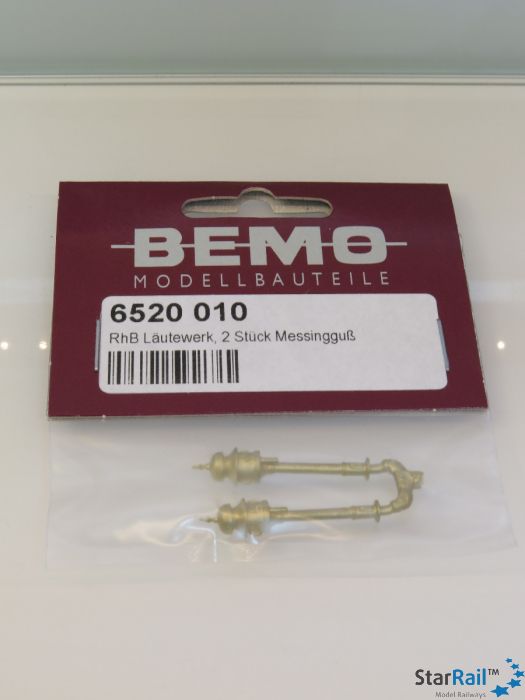 BEMO
MODELLBAUTEILE
6520 010
RhB Läutewerk, 2 Stück Messingguß
StarRail™
Model Railways